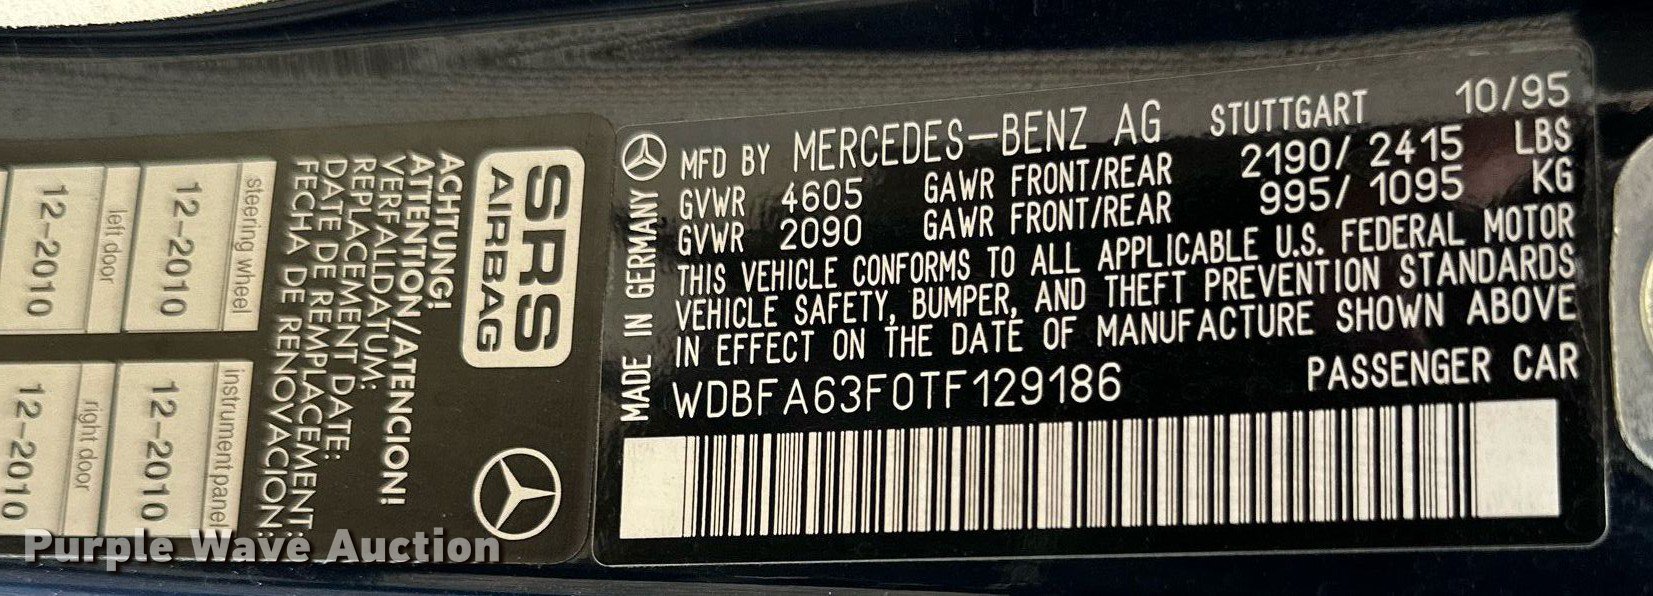 MFD BY MERCEDES-BENZ AG STUTTGART 10/95
GVWR 4605 GAWR FRONT/REAR 2190/ 2415 LBS
GVWR 2090 GAWR FRONT/REAR 995/ 1095 KG
THIS VEHICLE CONFORMS TO ALL APPLICABLE U.S. FEDERAL MOTOR
VEHICLE SAFETY, BUMPER, AND THEFT PREVENTION STANDARDS
IN EFFECT ON THE DATE OF MANUFACTURE SHOWN ABOVE
WDBFA63F0TF129186 PASSENGER CAR
MADE IN GERMANY
SRS
AIRBAG
ACHTUNG!
ATTENTION/ATENCION!
VERFALLDATUM:
REPLACEMENT DATE:
DATE DE REMPLACEMENT:
FECHA DE RENOVACION:
steering wheel
12-2010
left door
12-2010
instrument panel
12-2010
right door
12-2010
Purple Wave Auction